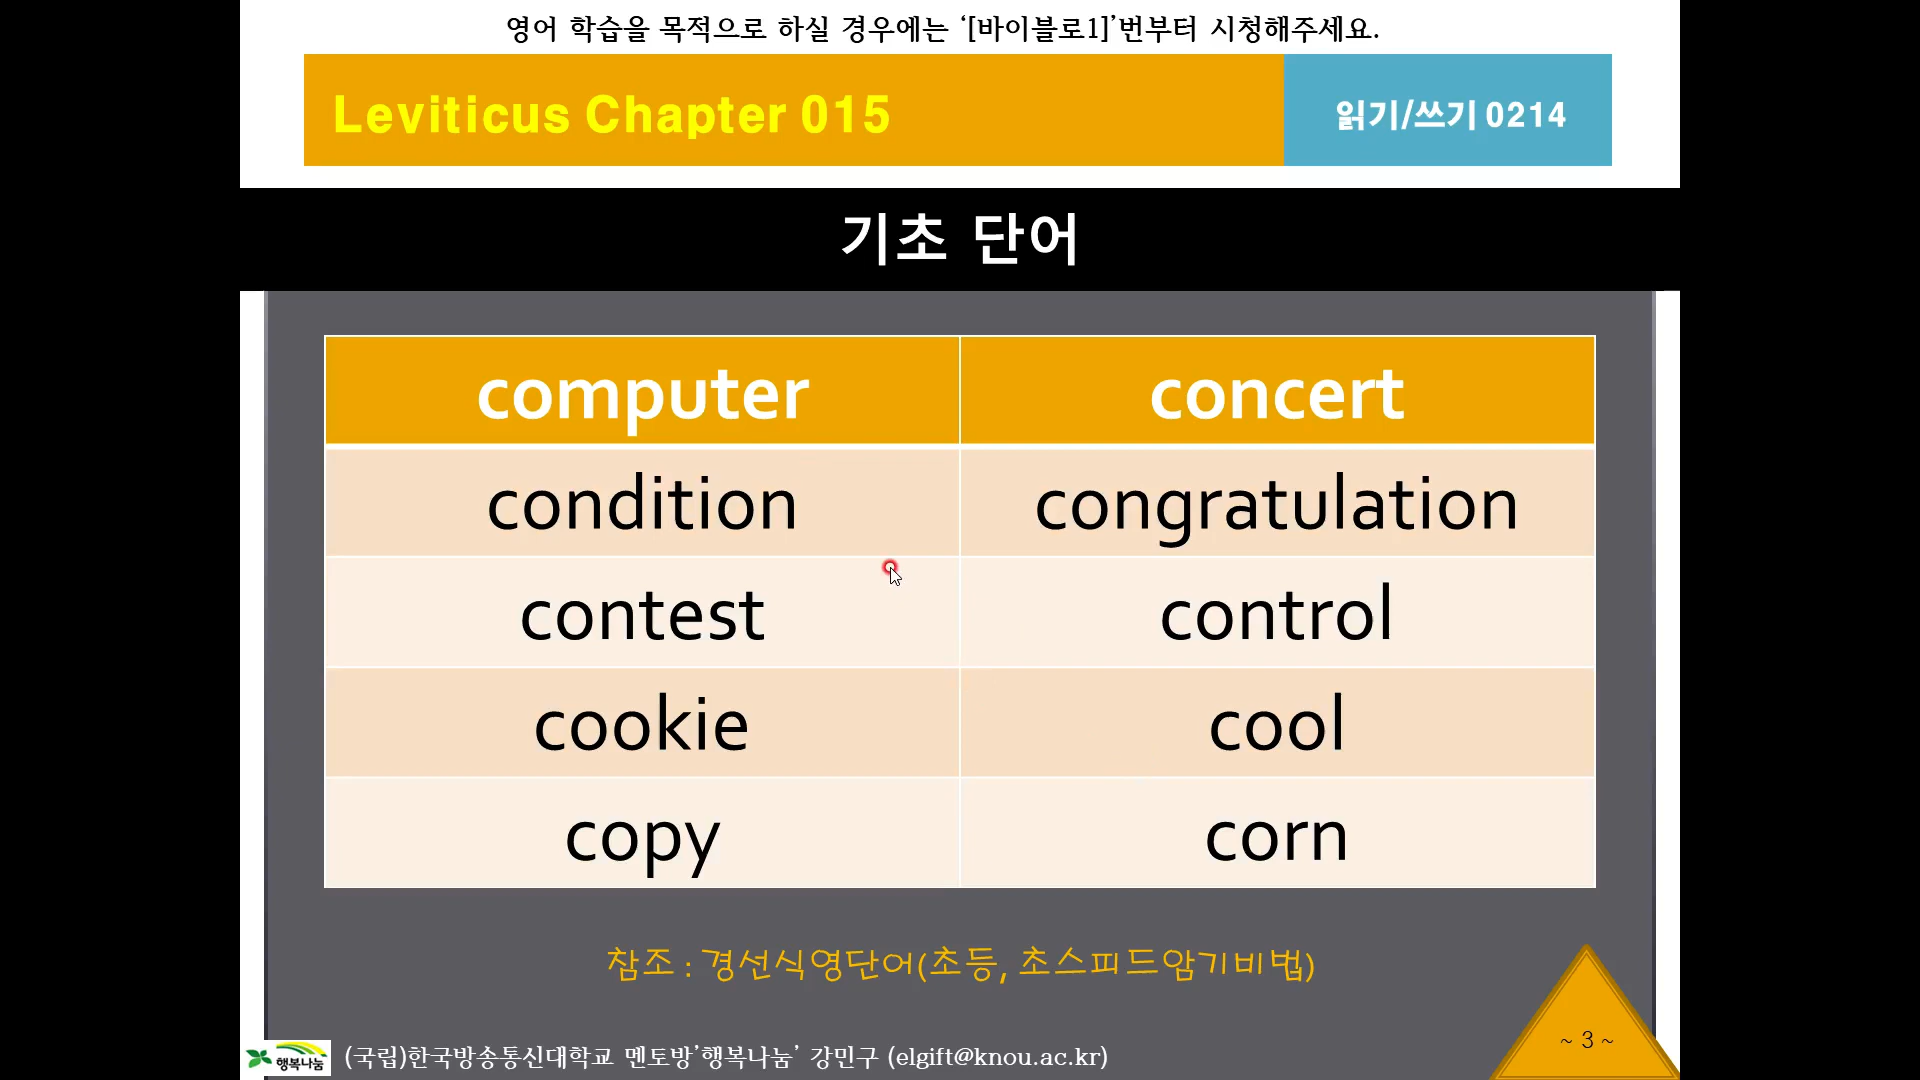 영어 학습을 목적으로 하실 경우에는 ‘[바이블로1]’번부터 시청해주세요.
Leviticus Chapter 015
읽기/쓰기 0214
기초 단어
computer concert
condition congratulation
contest control
cookie cool
copy corn
참조 : 경선식영단어(초등, 초스피드암기비법)
~ 3 ~
행복나눔 (국립)한국방송통신대학교 멘토방’행복나눔’ 강민구 (elgift@knou.ac.kr)